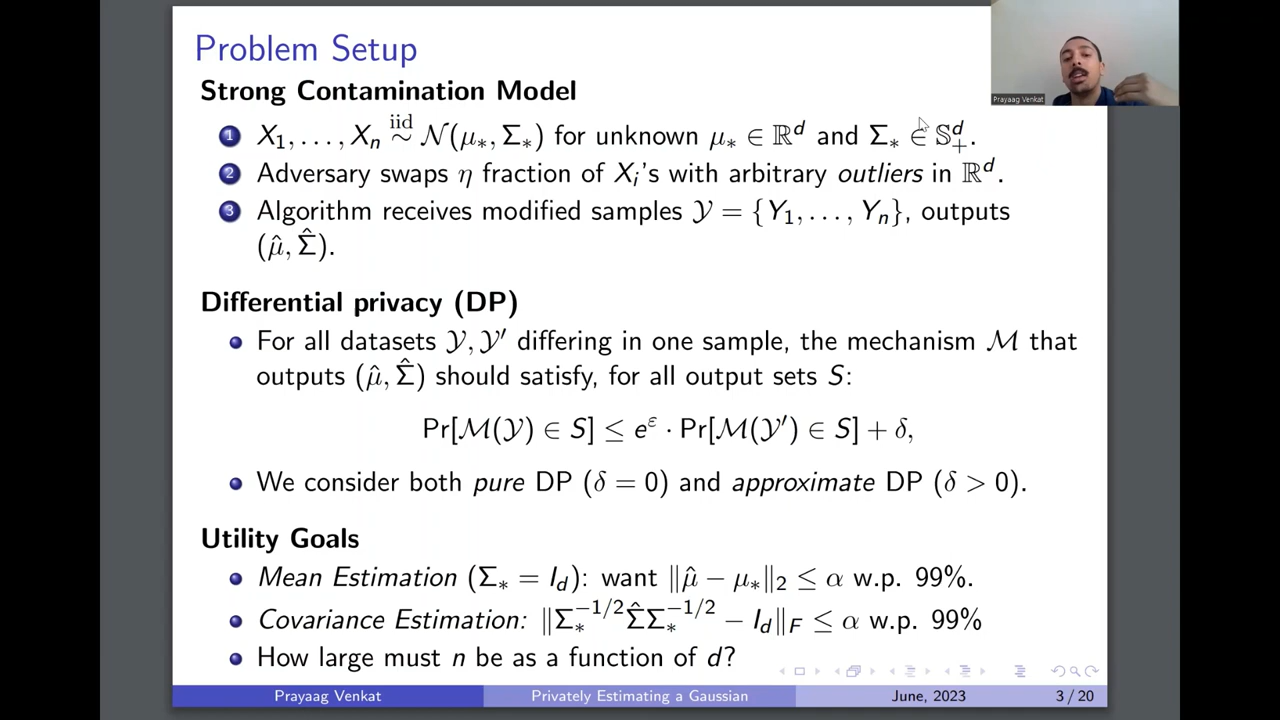 Problem Setup
Prayaag Venkat
Strong Contamination Model
1 X₁, . . . , Xₙ iid ∼ 𝒩(μ∗, Σ∗) for unknown μ∗ ∈ ℝᵈ and Σ∗ ∈ 𝕊ᵈ₊.
2 Adversary swaps η fraction of Xᵢ's with arbitrary outliers in ℝᵈ.
3 Algorithm receives modified samples 𝒴 = {Y₁, . . . , Yₙ}, outputs
(μ̂, Σ̂).
Differential privacy (DP)
For all datasets 𝒴, 𝒴′ differing in one sample, the mechanism ℳ that
outputs (μ̂, Σ̂) should satisfy, for all output sets S:
Pr[ℳ(𝒴) ∈ S] ≤ e^ε · Pr[ℳ(𝒴′) ∈ S] + δ,
We consider both pure DP (δ = 0) and approximate DP (δ > 0).
Utility Goals
Mean Estimation (Σ∗ = I_d): want ‖μ̂ − μ∗‖₂ ≤ α w.p. 99%.
Covariance Estimation: ‖Σ∗^{−1/2}Σ̂Σ∗^{−1/2} − I_d‖_F ≤ α w.p. 99%
How large must n be as a function of d?
Prayaag Venkat
Privately Estimating a Gaussian
June, 2023
3 / 20